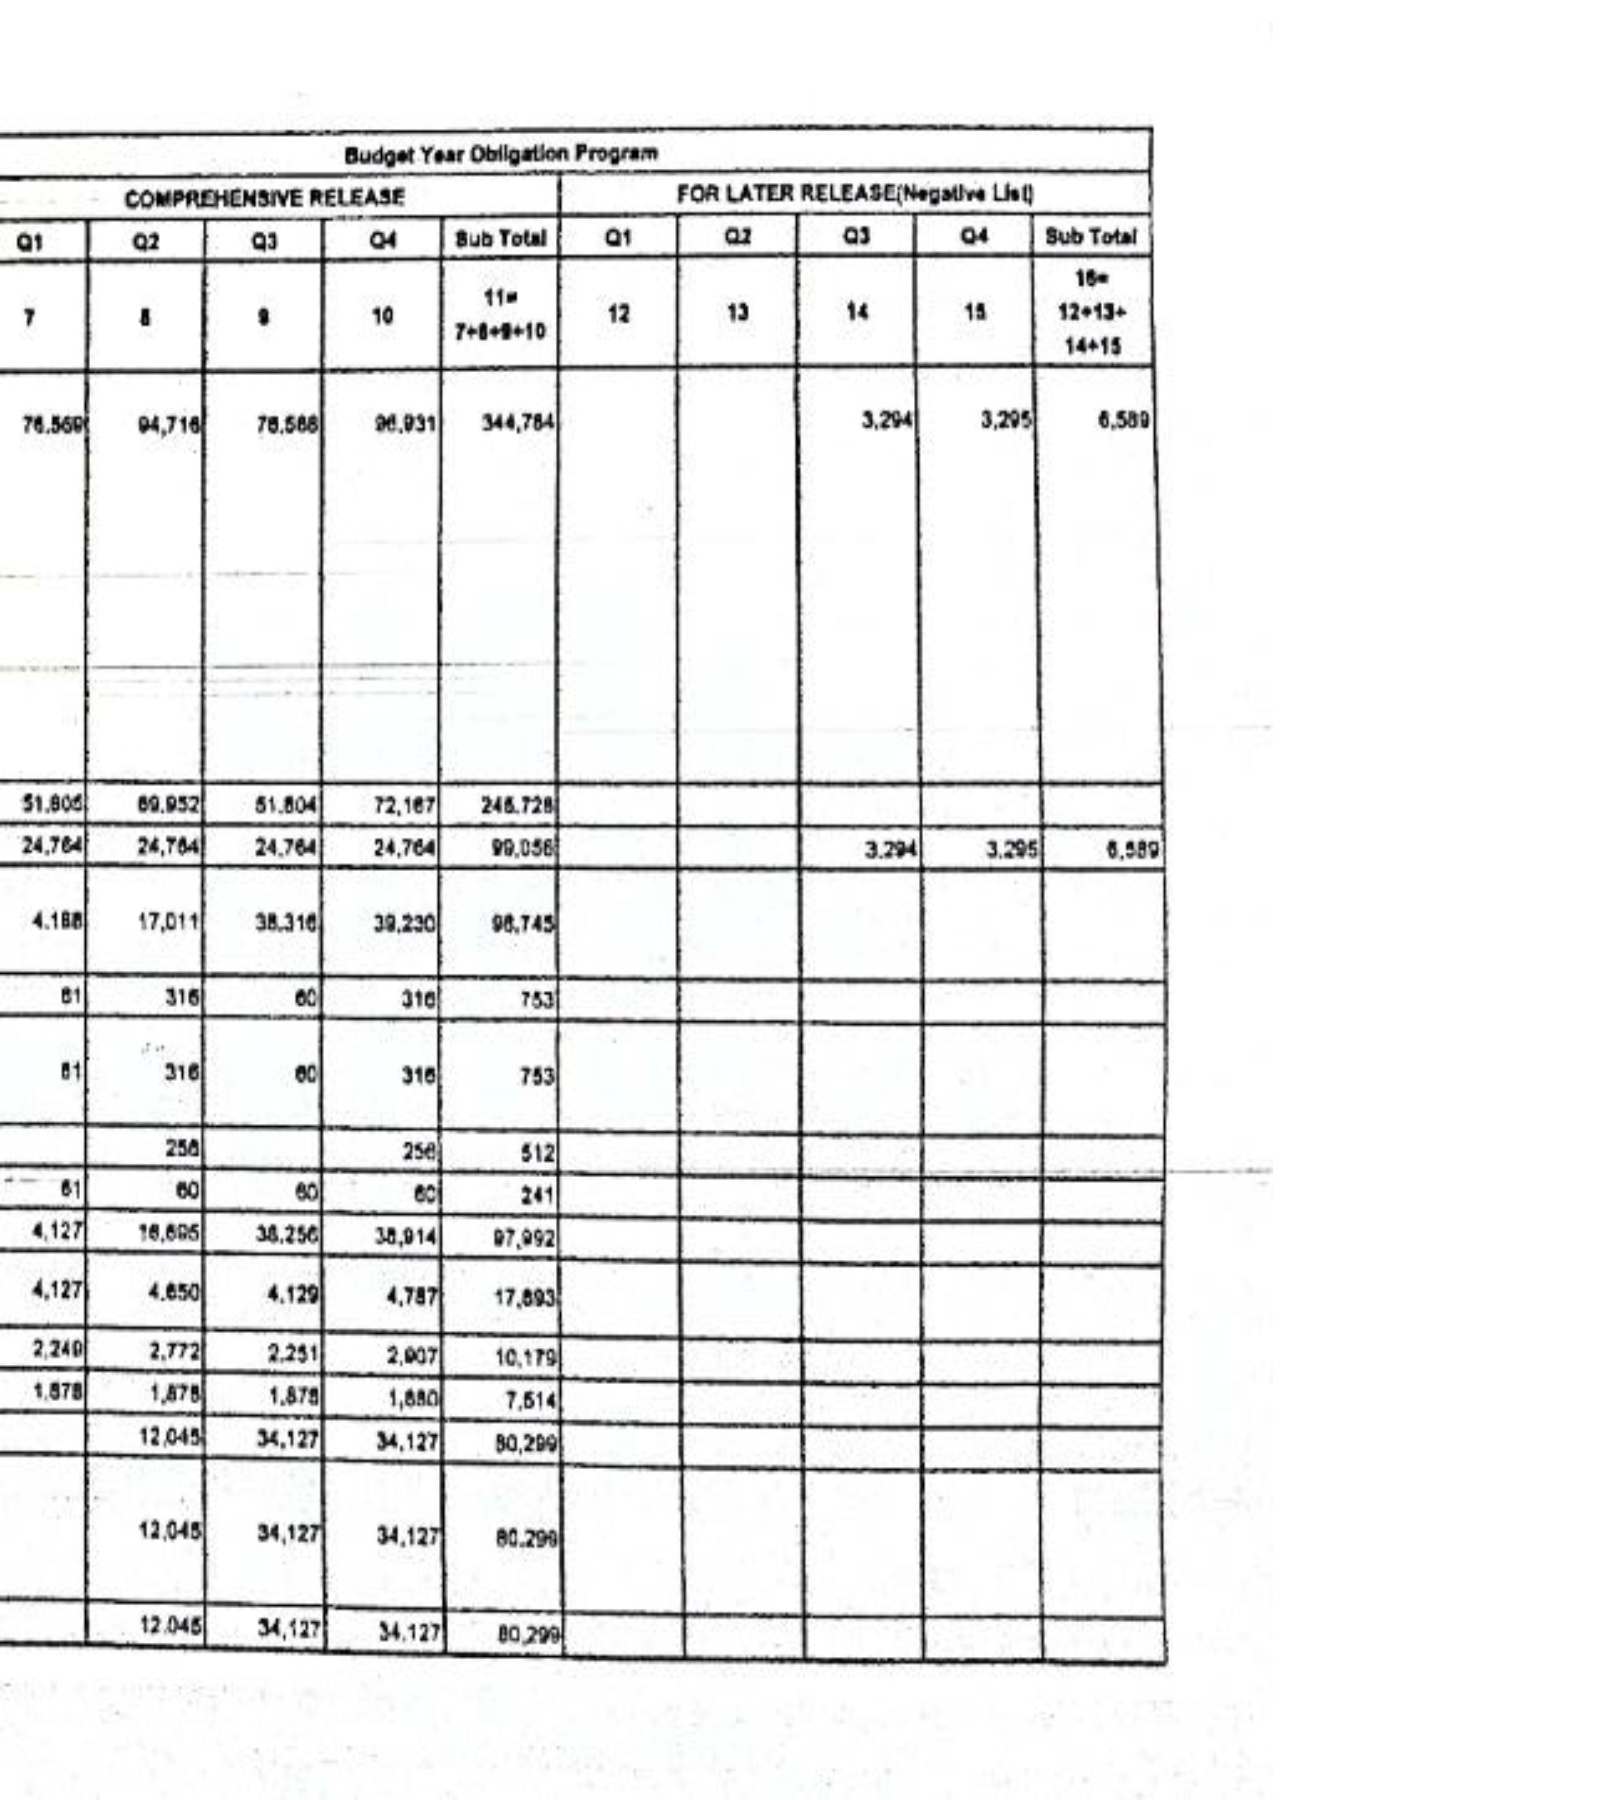 Budget Year Obligation Program
COMPREHENSIVE RELEASE FOR LATER RELEASE(Negative List)
Q1 Q2 Q3 Q4 Sub Total Q1 Q2 Q3 Q4 Sub Total
7 8 9 10 11= 7+8+9+10 12 13 14 15 16= 12+13+ 14+15
76,569 94,716 76,568 96,931 344,784 3,294 3,295 6,589
51,805 69,952 51,804 72,167 245,728
24,764 24,764 24,764 24,764 99,056 3,294 3,295 6,589
4,188 17,011 38,316 39,230 98,745
61 316 60 316 753
61 316 60 316 753
256 256 512
61 60 60 60 241
4,127 16,695 38,256 38,914 97,992
4,127 4,650 4,129 4,787 17,693
2,249 2,772 2,251 2,907 10,179
1,878 1,878 1,878 1,880 7,514
12,045 34,127 34,127 80,299
12,045 34,127 34,127 80,299
12,045 34,127 34,127 80,299